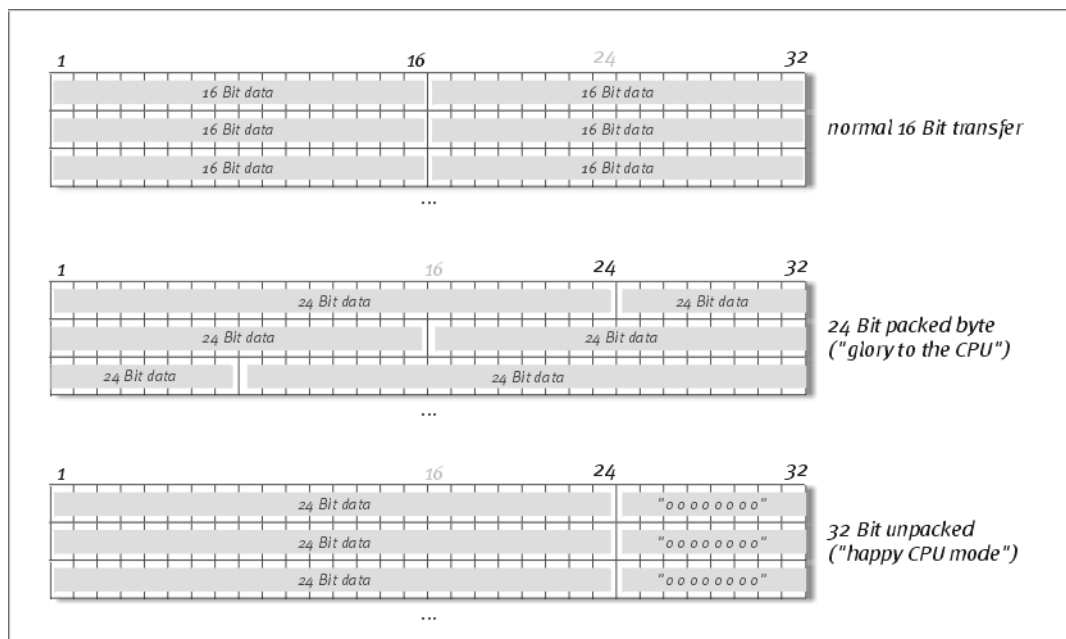 1 16 24 32
16 Bit data 16 Bit data
16 Bit data 16 Bit data
16 Bit data 16 Bit data
normal 16 Bit transfer
...
1 16 24 32
24 Bit data 24 Bit data
24 Bit data 24 Bit data
24 Bit data 24 Bit data
24 Bit packed byte
("glory to the CPU")
...
1 16 24 32
24 Bit data "0 0 0 0 0 0 0 0"
24 Bit data "0 0 0 0 0 0 0 0"
24 Bit data "0 0 0 0 0 0 0 0"
32 Bit unpacked
("happy CPU mode")
...